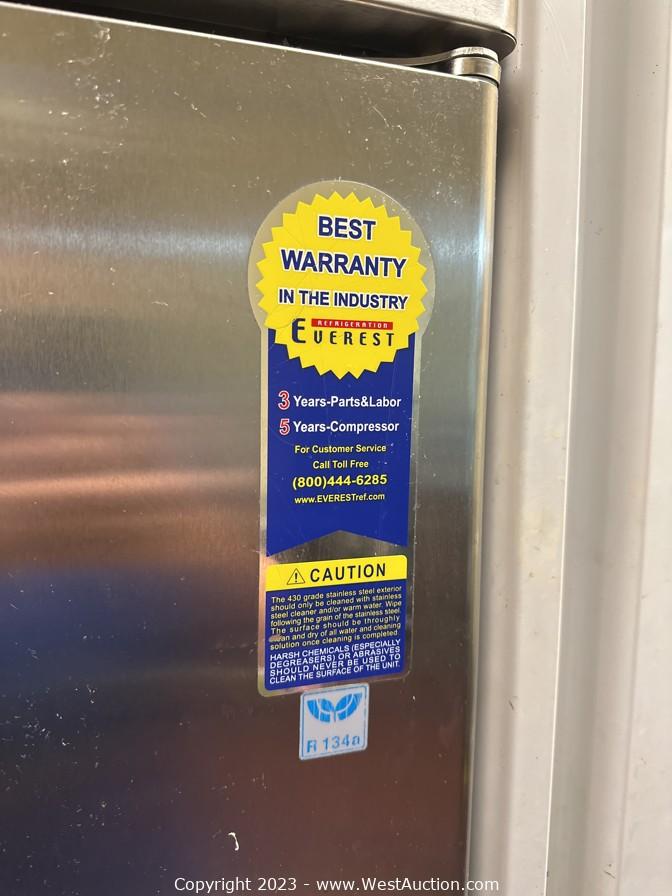 BEST
WARRANTY
IN THE INDUSTRY
REFRIGERATION
EVEREST
3 Years-Parts&Labor
5 Years-Compressor
For Customer Service
Call Toll Free
(800)444-6285
www.EVERESTref.com
CAUTION
The 430 grade stainless steel exterior
should only be cleaned with stainless
steel cleaner and/or warm water. Wipe
following the grain of the stainless steel.
The surface should be throughly
clean and dry of all water and cleaning
solution once cleaning is completed.
HARSH CHEMICALS (ESPECIALLY
DEGREASERS) OR ABRASIVES
SHOULD NEVER BE USED TO
CLEAN THE SURFACE OF THE UNIT.
R 134a
Copyright 2023 - www.WestAuction.com